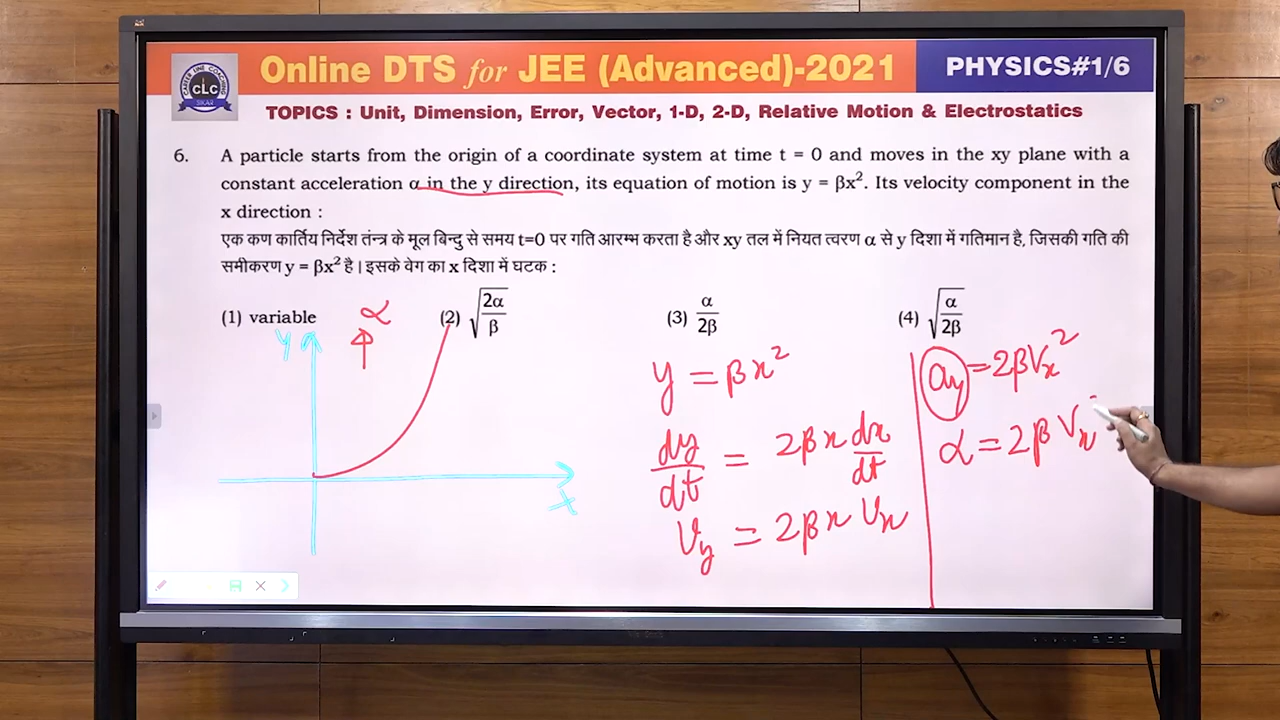 Online DTS for JEE (Advanced)-2021
PHYSICS#1/6
CLC
SIKAR
TOPICS : Unit, Dimension, Error, Vector, 1-D, 2-D, Relative Motion & Electrostatics
6. A particle starts from the origin of a coordinate system at time t = 0 and moves in the xy plane with a
constant acceleration α in the y direction, its equation of motion is y = βx². Its velocity component in the
x direction :
एक कण कार्तिय निर्देश तंन्त्र के मूल बिन्दु से समय t=0 पर गति आरम्भ करता है और xy तल में नियत त्वरण α से y दिशा में गतिमान है, जिसकी गति की
समीकरण y = βx² है। इसके वेग का x दिशा में घटक :
(1) variable (2) √(2α/β) (3) α/2β (4) √(α/2β)
α
y
x
y = βx²
dy/dt = 2βx dx/dt
Vy = 2βx Vx
ay = 2βVx²
α = 2βVx